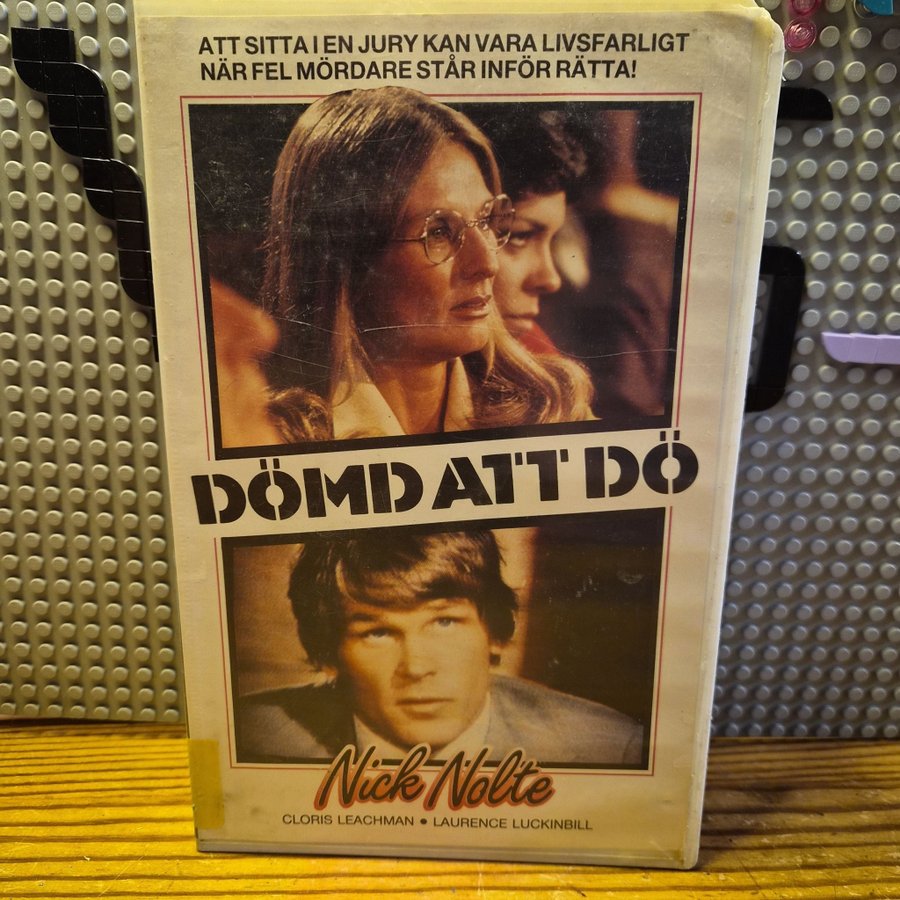 ATT SITTA I EN JURY KAN VARA LIVSFARLIGT
NÄR FEL MÖRDARE STÅR INFÖR RÄTTA!
DÖMD ATT DÖ
Nick Nolte
CLORIS LEACHMAN • LAURENCE LUCKINBILL